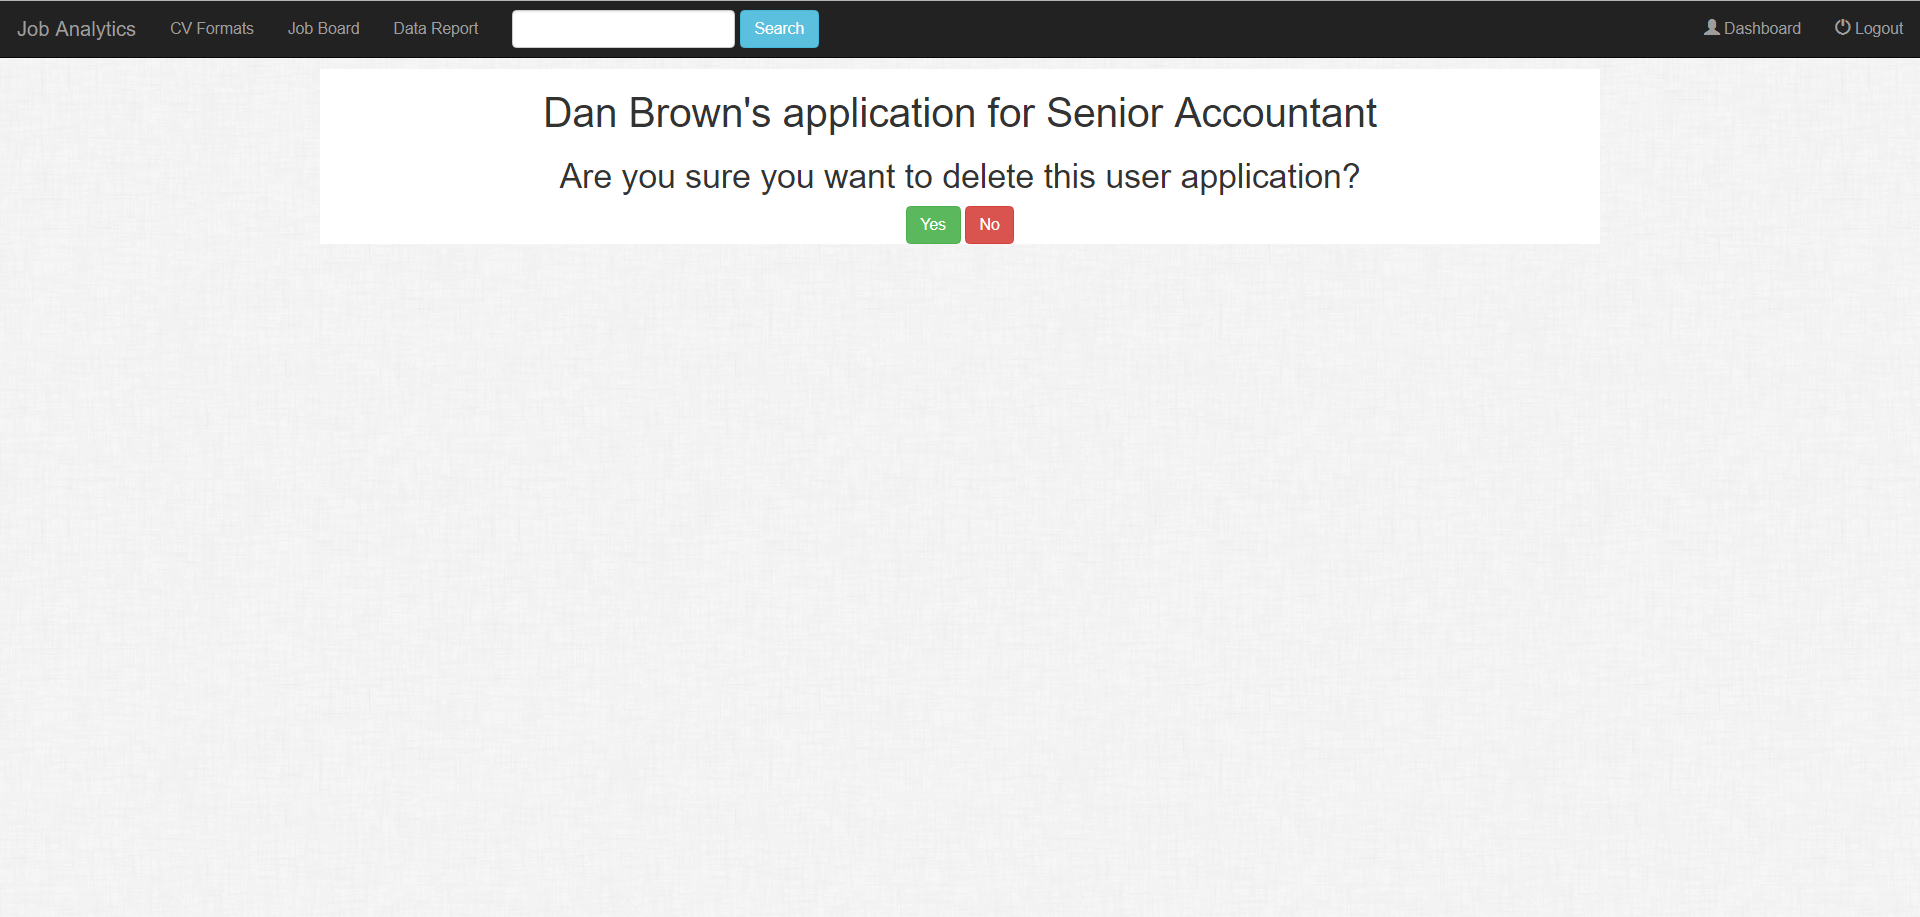 Job Analytics CV Formats Job Board Data Report Search Dashboard Logout
Dan Brown's application for Senior Accountant
Are you sure you want to delete this user application?
Yes No